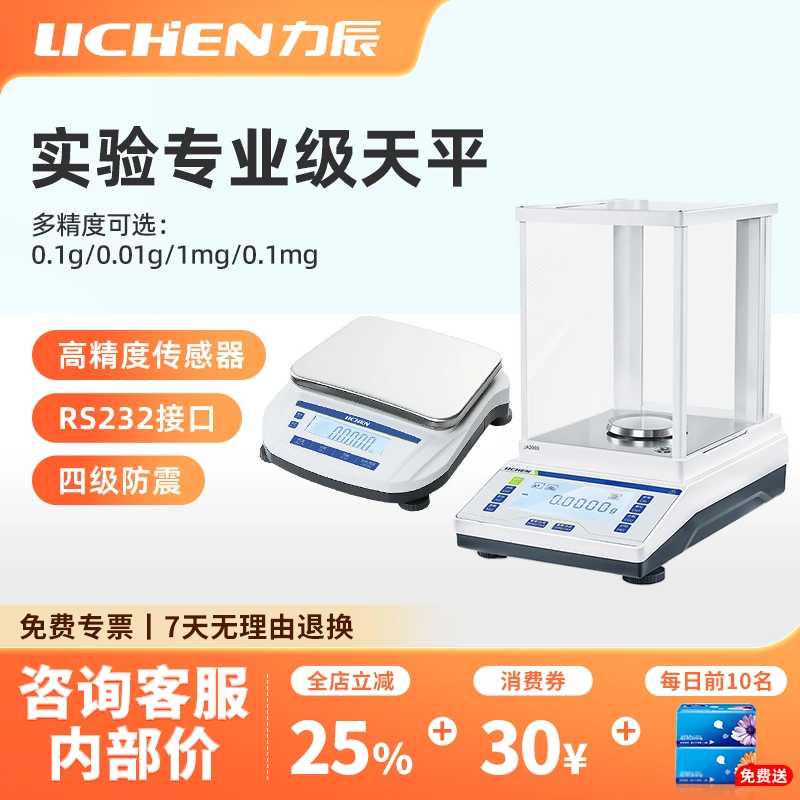 LICHEN力辰
实验专业级天平
多精度可选:
0.1g/0.01g/1mg/0.1mg
高精度传感器
RS232接口
四级防震
LICHEN
00.000
JA2003
LICHEN
0.0000g
免费专票丨7天无理由退换
咨询客服
内部价
全店立减
25%
+
消费券
30¥
+
每日前10名
免费送